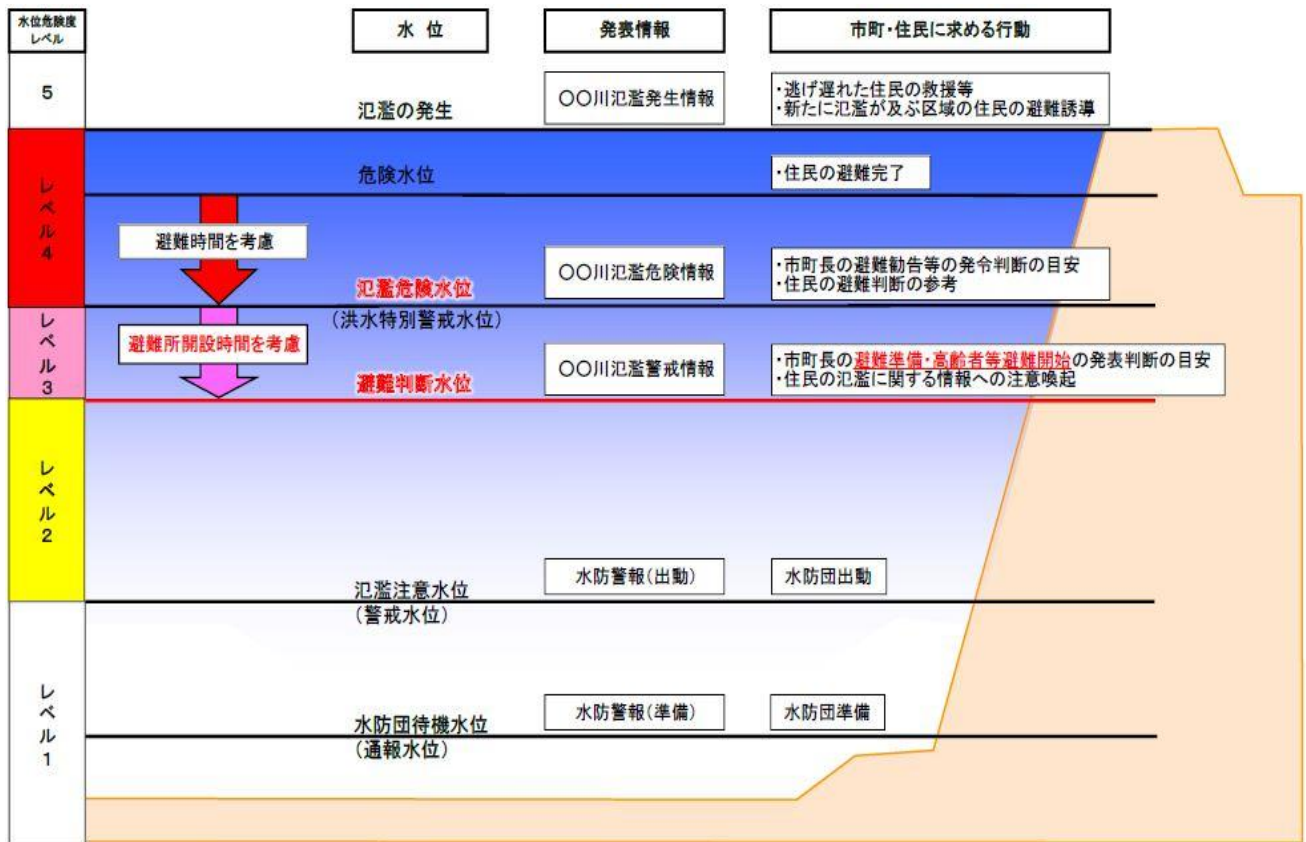 水位危険度
レベル
水 位
発表情報
市町・住民に求める行動
5
氾濫の発生
〇〇川氾濫発生情報
・逃げ遅れた住民の救援等
・新たに氾濫が及ぶ区域の住民の避難誘導
レベル4
危険水位
・住民の避難完了
避難時間を考慮
氾濫危険水位
(洪水特別警戒水位)
〇〇川氾濫危険情報
・市町長の避難勧告等の発令判断の目安
・住民の避難判断の参考
レベル3
避難所開設時間を考慮
避難判断水位
〇〇川氾濫警戒情報
・市町長の避難準備・高齢者等避難開始の発表判断の目安
・住民の氾濫に関する情報への注意喚起
レベル2
氾濫注意水位
(警戒水位)
水防警報(出動)
水防団出動
レベル1
水防団待機水位
(通報水位)
水防警報(準備)
水防団準備